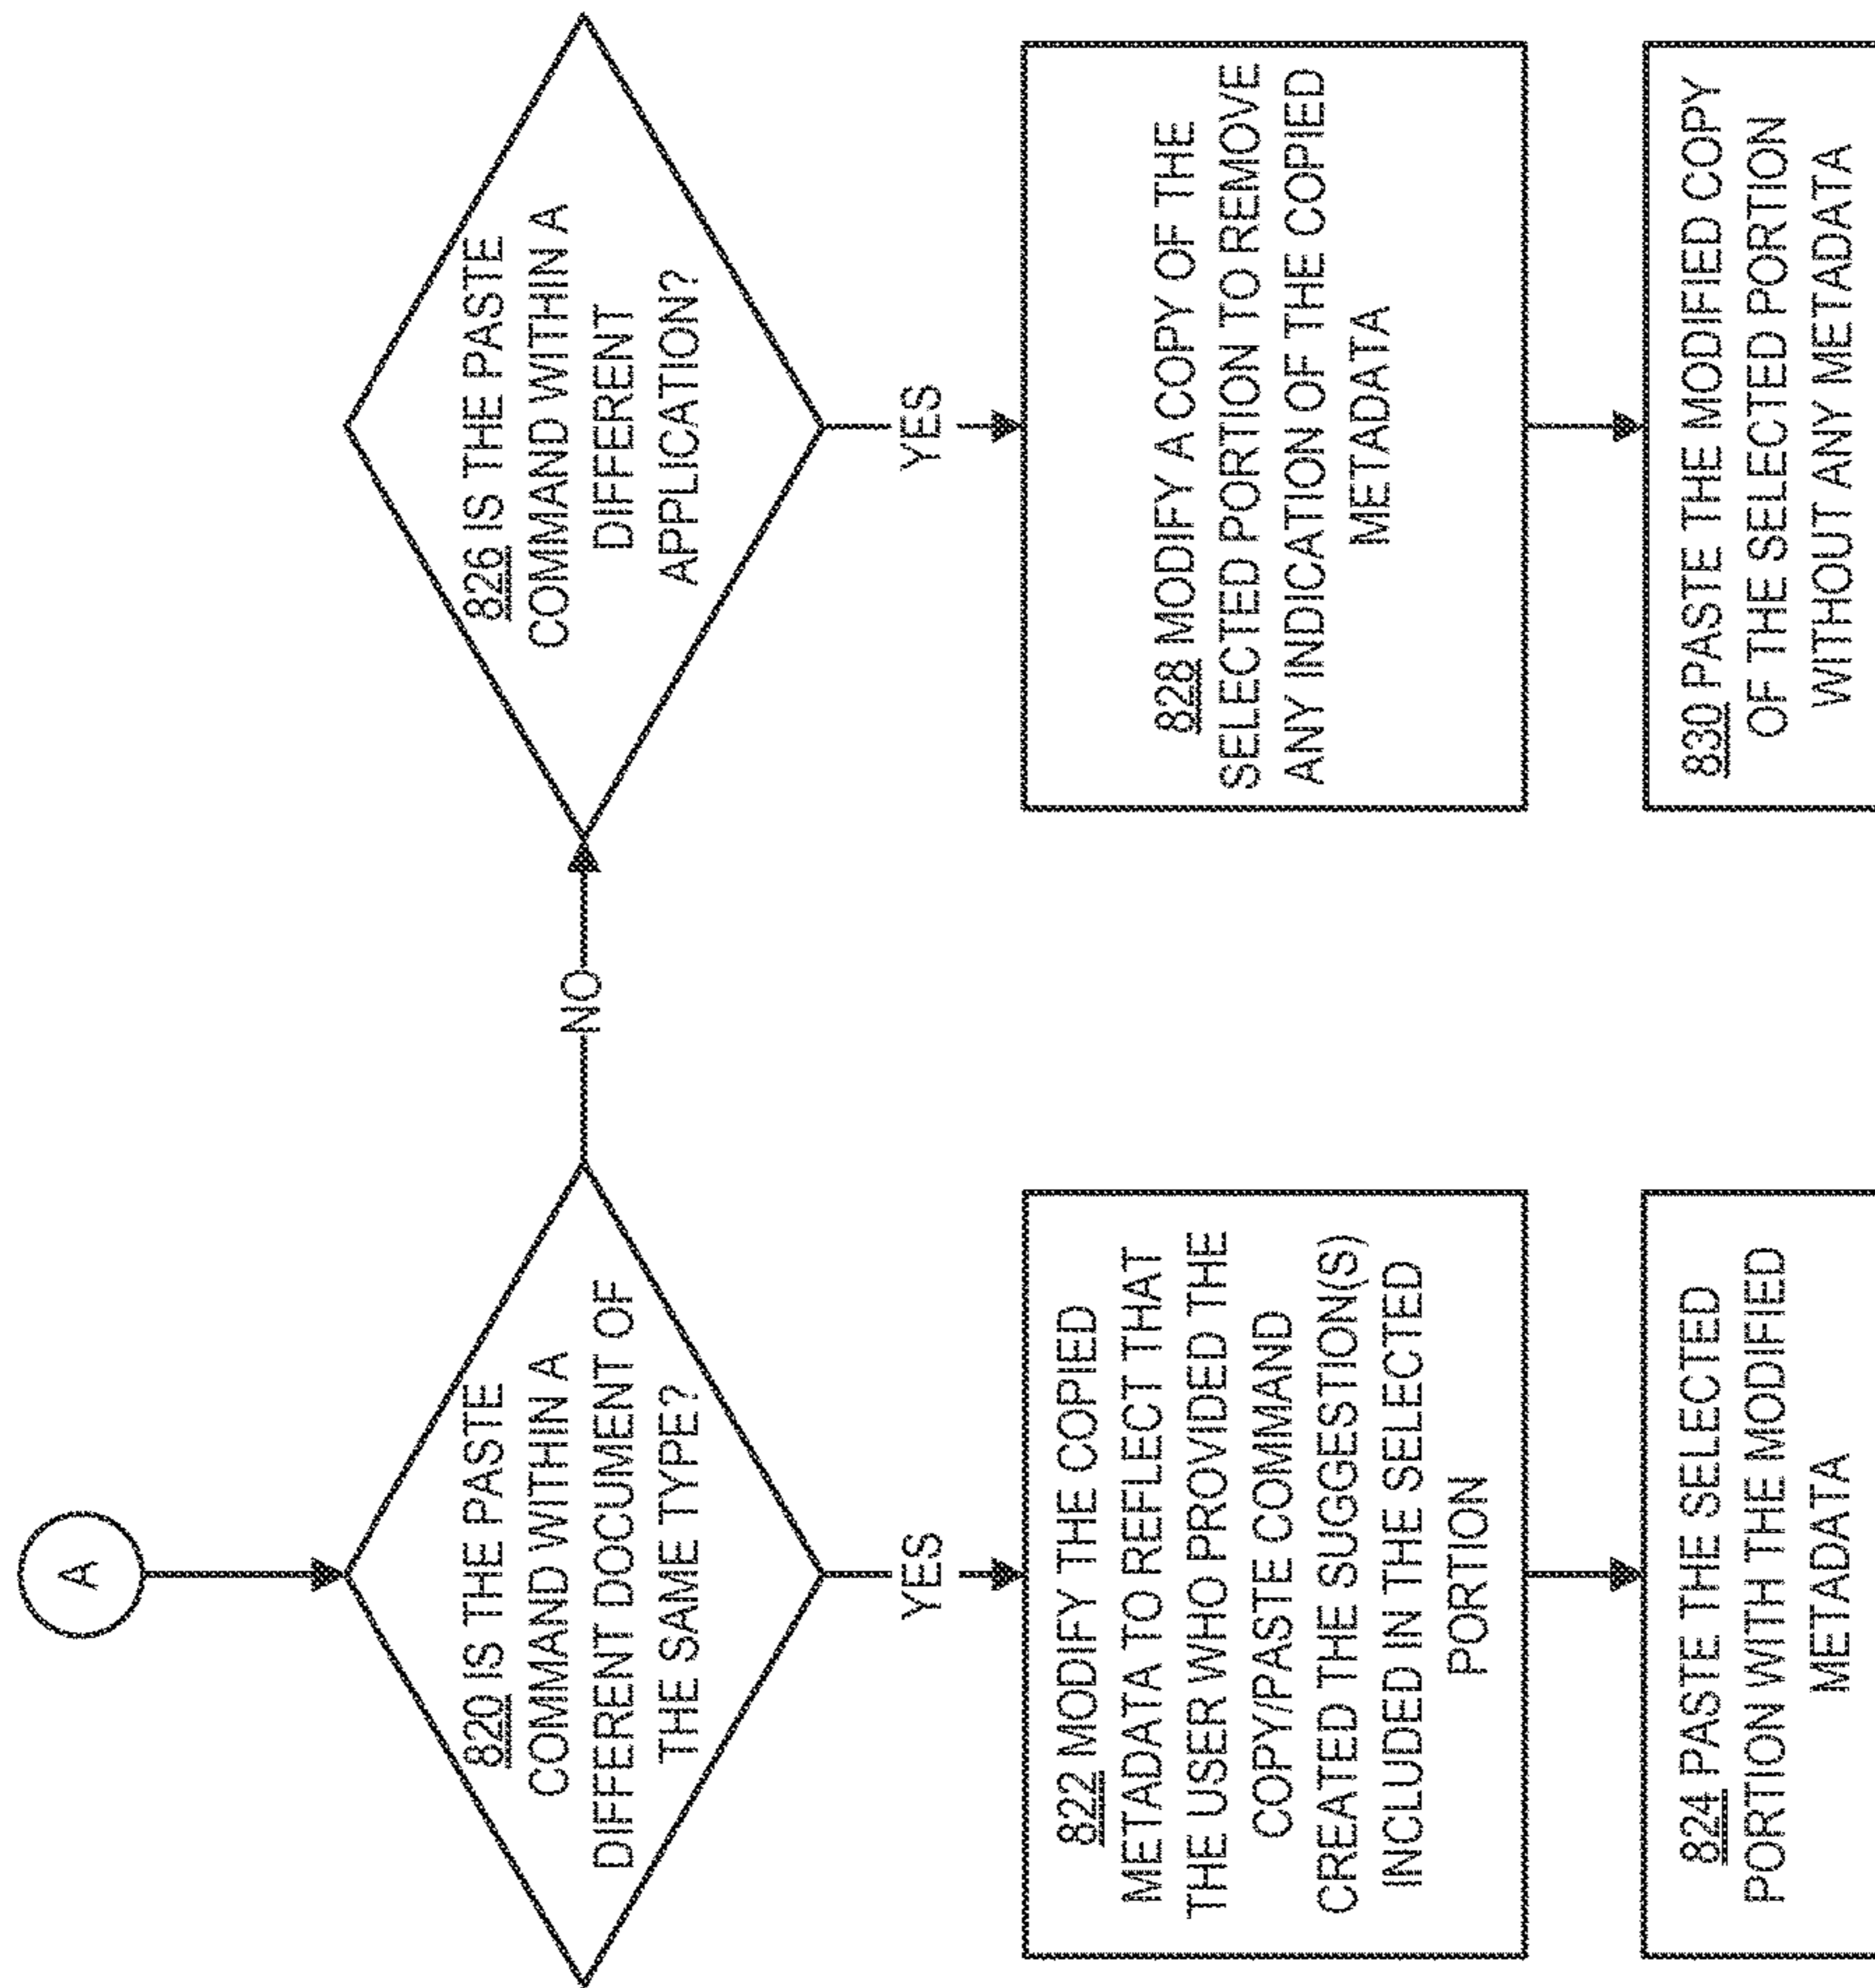 A
820 IS THE PASTE
COMMAND WITHIN A
DIFFERENT DOCUMENT OF
THE SAME TYPE?
NO
826 IS THE PASTE
COMMAND WITHIN A
DIFFERENT
APPLICATION?
YES
822 MODIFY THE COPIED
METADATA TO REFLECT THAT
THE USER WHO PROVIDED THE
COPY/PASTE COMMAND
CREATED THE SUGGESTION(S)
INCLUDED IN THE SELECTED
PORTION
YES
828 MODIFY A COPY OF THE
SELECTED PORTION TO REMOVE
ANY INDICATION OF THE COPIED
METADATA
824 PASTE THE SELECTED
PORTION WITH THE MODIFIED
METADATA
830 PASTE THE MODIFIED COPY
OF THE SELECTED PORTION
WITHOUT ANY METADATA